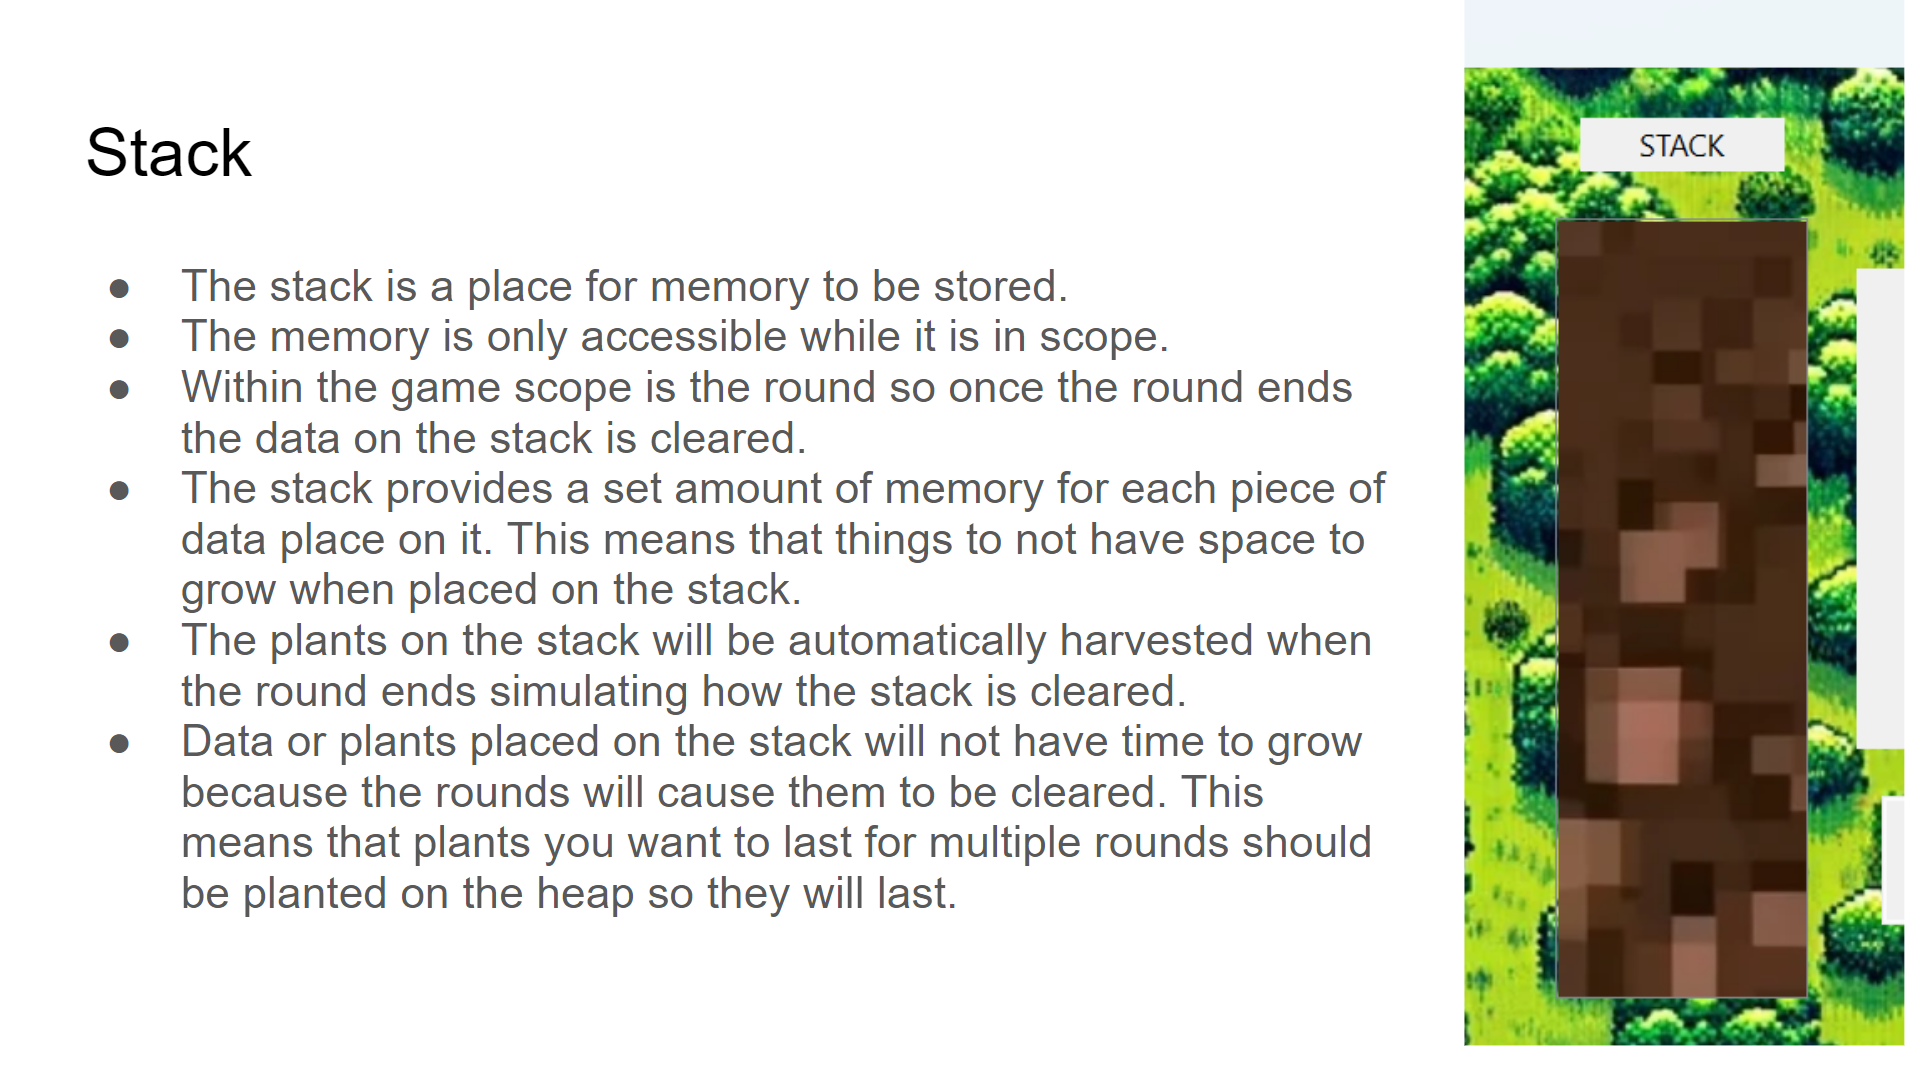 Stack
● The stack is a place for memory to be stored.
● The memory is only accessible while it is in scope.
● Within the game scope is the round so once the round ends
the data on the stack is cleared.
● The stack provides a set amount of memory for each piece of
data place on it. This means that things to not have space to
grow when placed on the stack.
● The plants on the stack will be automatically harvested when
the round ends simulating how the stack is cleared.
● Data or plants placed on the stack will not have time to grow
because the rounds will cause them to be cleared. This
means that plants you want to last for multiple rounds should
be planted on the heap so they will last.
STACK